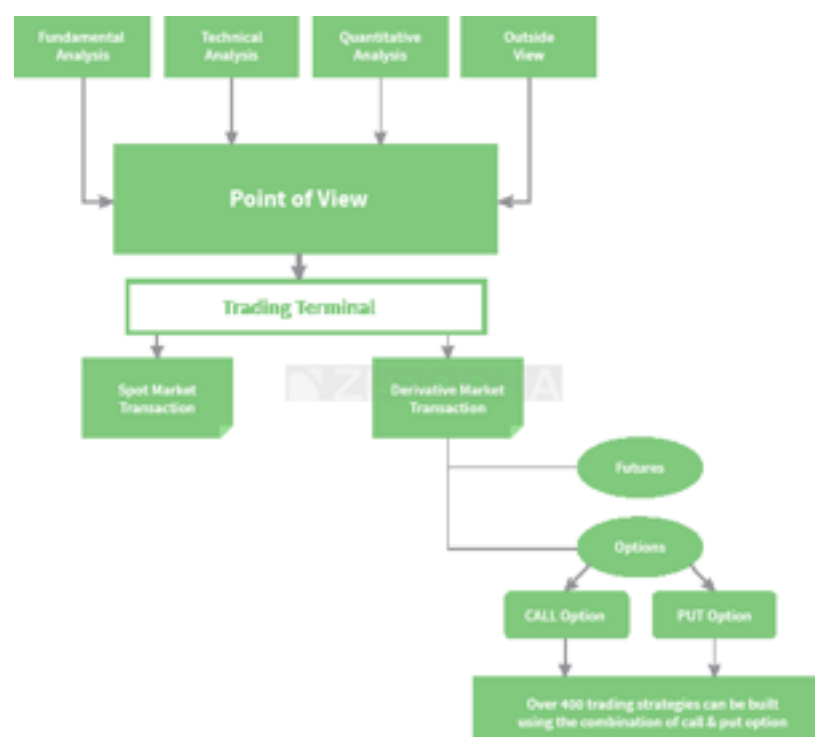 Fundamental
Analysis
Technical
Analysis
Quantitative
Analysis
Outside
View
Point of View
Trading Terminal
Spot Market
Transaction
Derivative Market
Transaction
Futures
Options
CALL Option
PUT Option
Over 400 trading strategies can be built
using the combination of call & put option